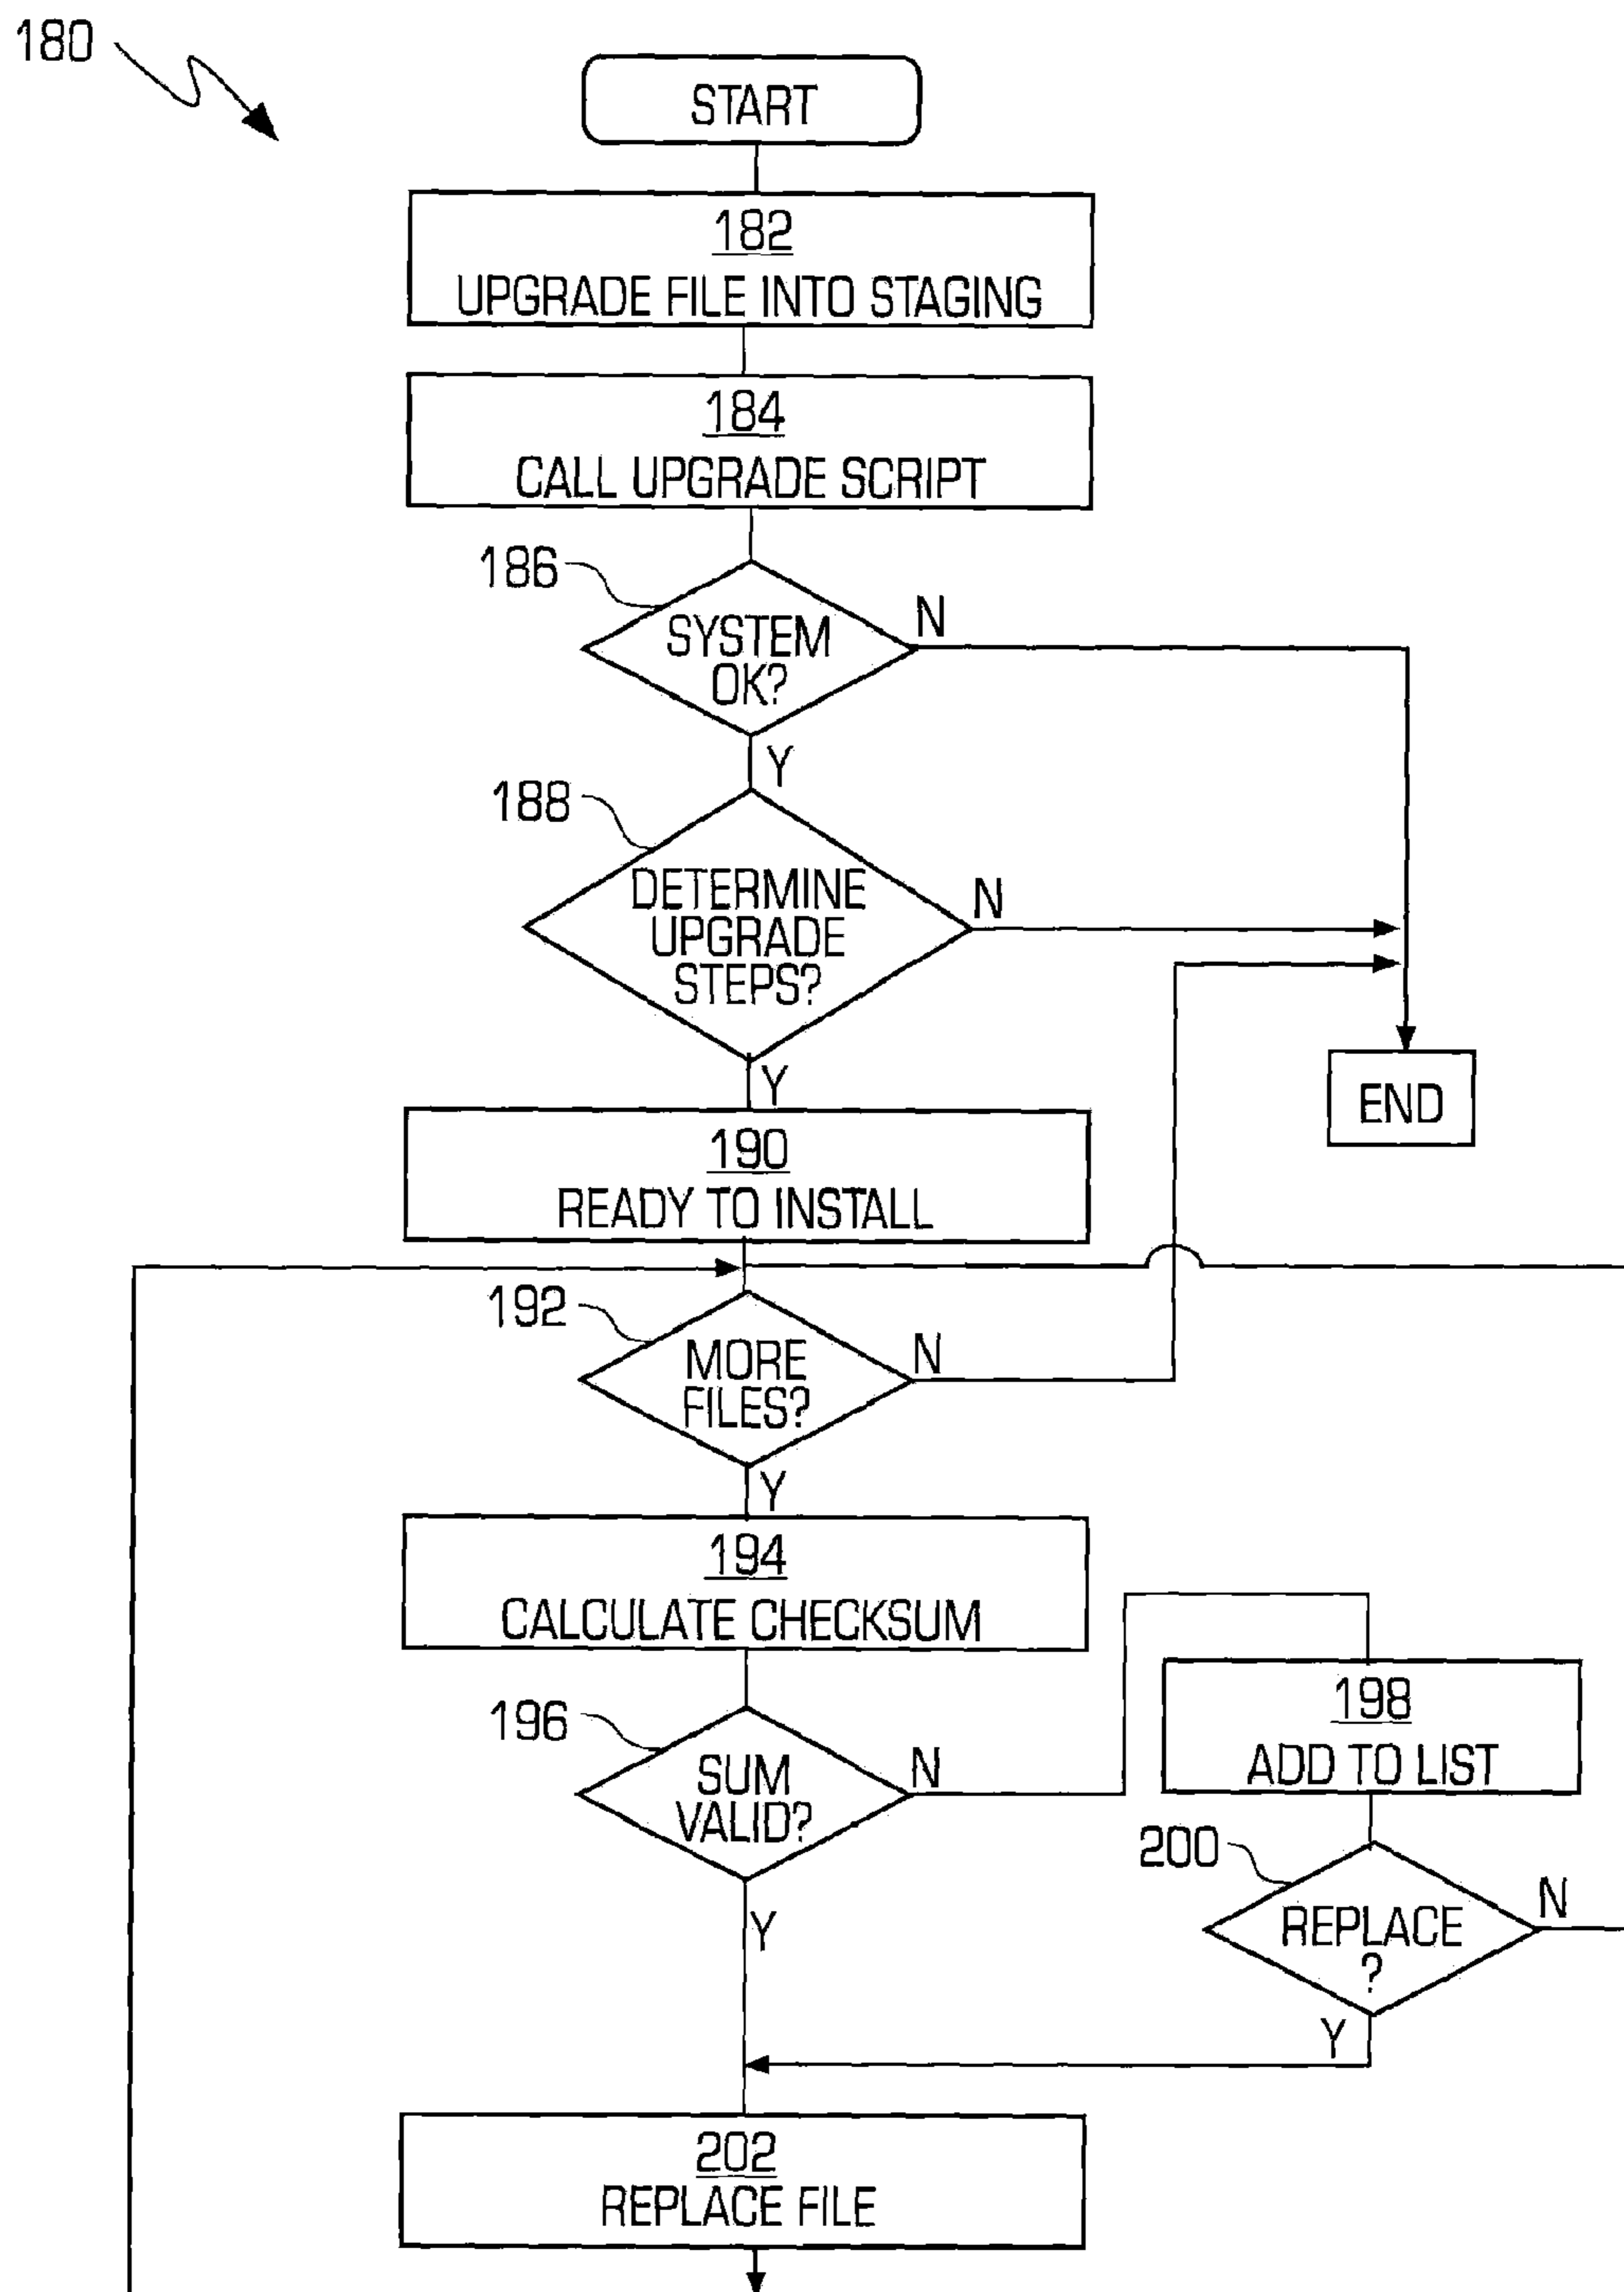 180
START
182
UPGRADE FILE INTO STAGING
184
CALL UPGRADE SCRIPT
186
SYSTEM
OK?
N
Y
188
DETERMINE
UPGRADE
STEPS?
N
Y
END
190
READY TO INSTALL
192
MORE
FILES?
N
Y
194
CALCULATE CHECKSUM
196
SUM
VALID?
N
Y
198
ADD TO LIST
200
REPLACE
?
N
Y
202
REPLACE FILE